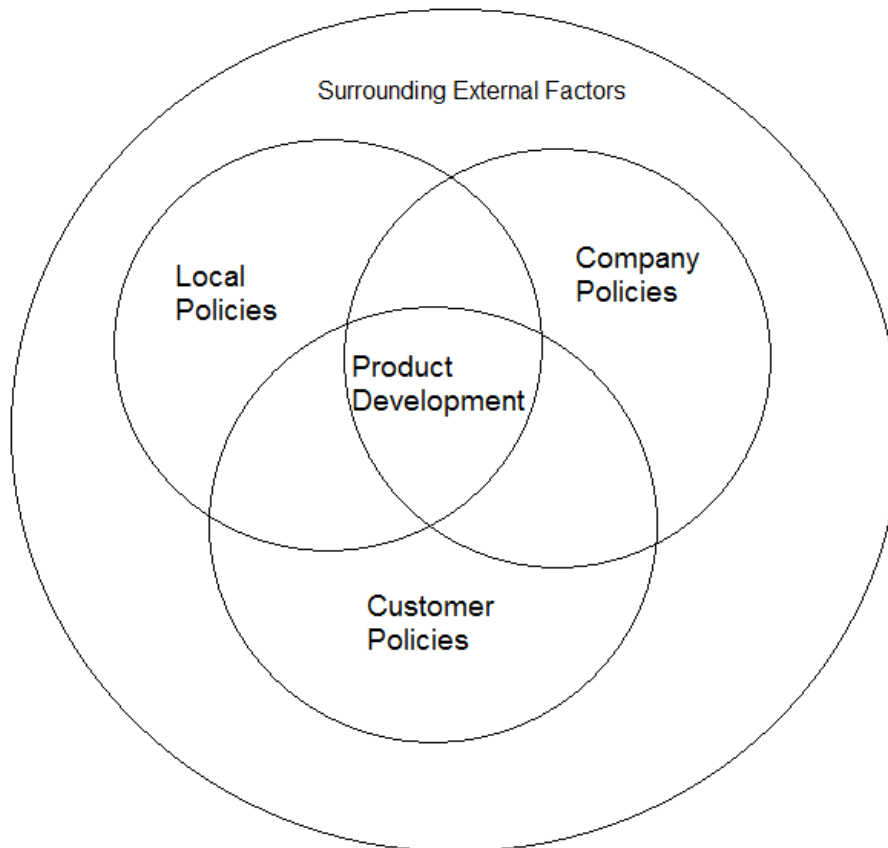 Surrounding External Factors
Local
Policies
Company
Policies
Product
Development
Customer
Policies